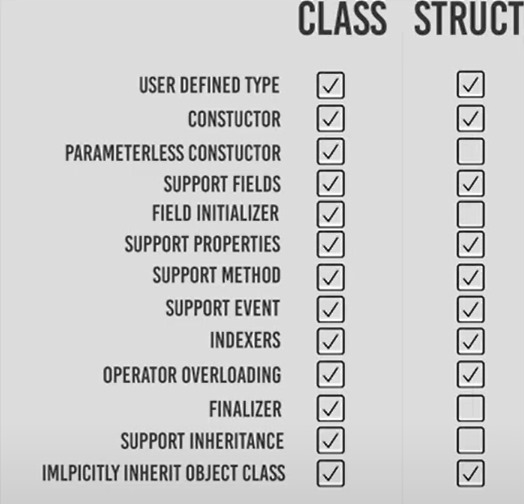 CLASS STRUCT
USER DEFINED TYPE
CONSTUCTOR
PARAMETERLESS CONSTUCTOR
SUPPORT FIELDS
FIELD INITIALIZER
SUPPORT PROPERTIES
SUPPORT METHOD
SUPPORT EVENT
INDEXERS
OPERATOR OVERLOADING
FINALIZER
SUPPORT INHERITANCE
IMLPICITLY INHERIT OBJECT CLASS